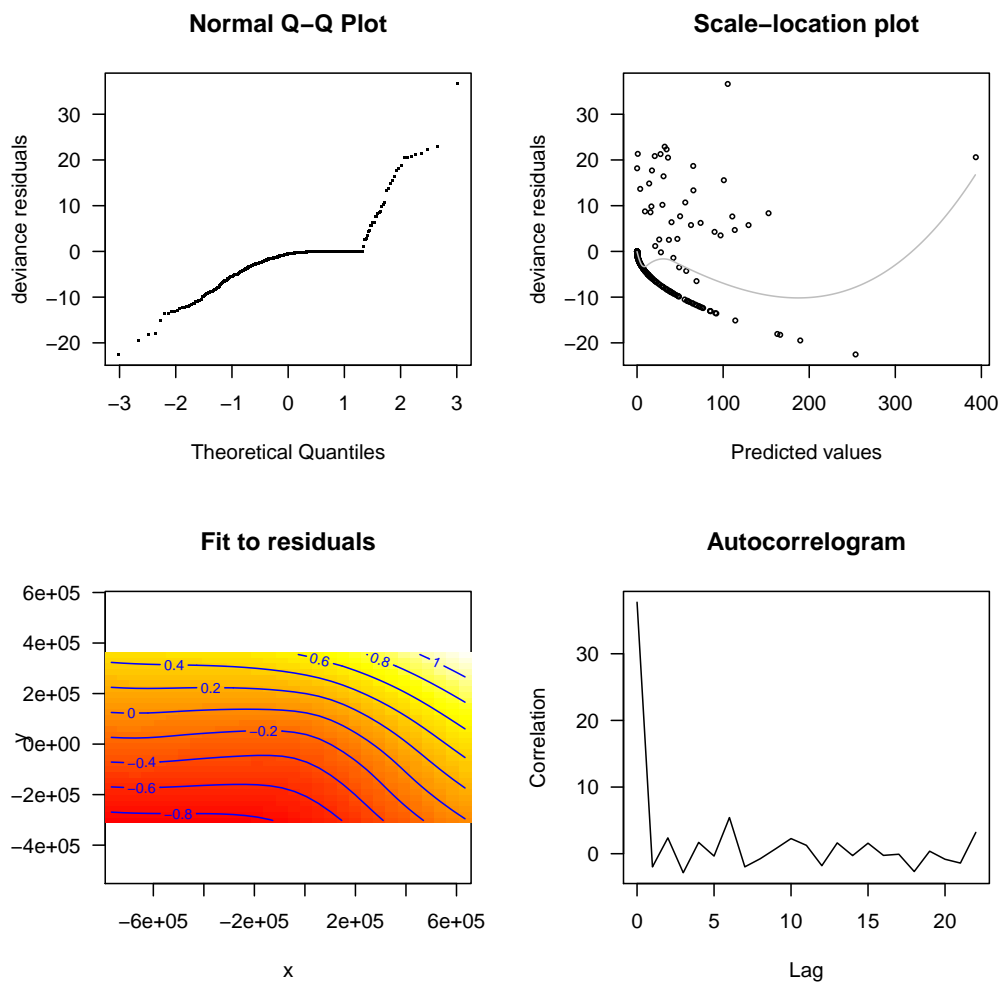 Normal Q−Q Plot
deviance residuals
30
20
10
0
−10
−20
−3 −2 −1 0 1 2 3
Theoretical Quantiles
Scale−location plot
deviance residuals
30
20
10
0
−10
−20
0 100 200 300 400
Predicted values
Fit to residuals
y
6e+05
4e+05
2e+05
0e+00
−2e+05
−4e+05
0.4
0.2
0
−0.2
−0.4
−0.6
−0.8
0.6
0.8
1
−6e+05 −2e+05 2e+05 6e+05
x
Autocorrelogram
Correlation
30
20
10
0
0 5 10 15 20
Lag